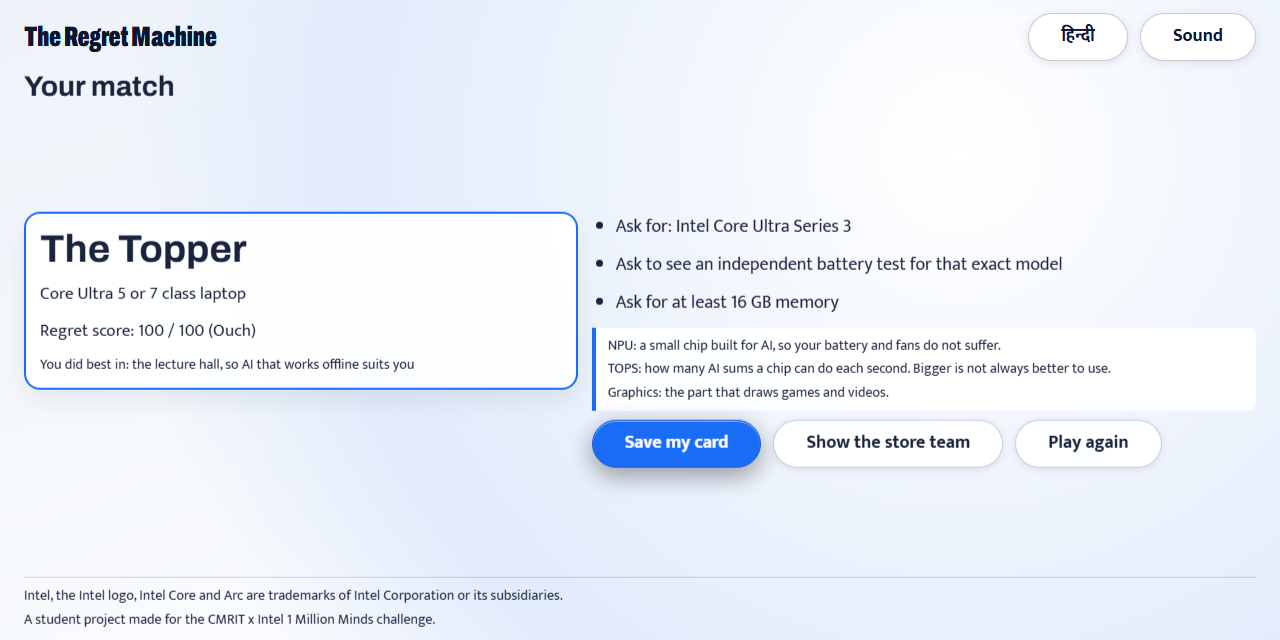 The Regret Machine
हिन्दी
Sound
Your match
The Topper
Core Ultra 5 or 7 class laptop
Regret score: 100 / 100 (Ouch)
You did best in: the lecture hall, so AI that works offline suits you
Ask for: Intel Core Ultra Series 3
Ask to see an independent battery test for that exact model
Ask for at least 16 GB memory
NPU: a small chip built for AI, so your battery and fans do not suffer.
TOPS: how many AI sums a chip can do each second. Bigger is not always better to use.
Graphics: the part that draws games and videos.
Save my card
Show the store team
Play again
Intel, the Intel logo, Intel Core and Arc are trademarks of Intel Corporation or its subsidiaries.
A student project made for the CMRIT x Intel 1 Million Minds challenge.